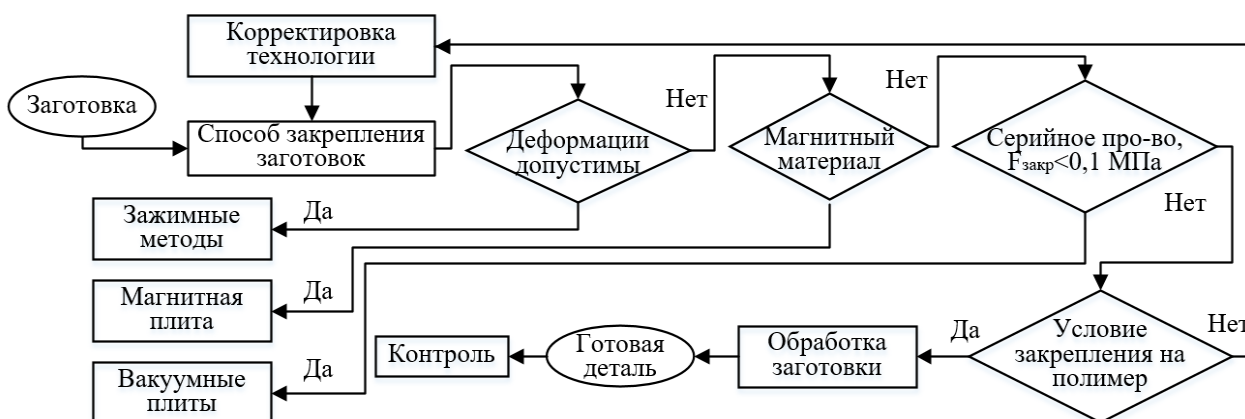 Корректировка
технологии
Заготовка
Способ закрепления
заготовок
Деформации
допустимы
Нет
Магнитный
материал
Нет
Серийное про-во,
Fзакр<0,1 МПа
Нет
Зажимные
методы
Да
Магнитная
плита
Да
Вакуумные
плиты
Да
Контроль
Готовая
деталь
Обработка
заготовки
Да
Условие
закрепления на
полимер
Нет